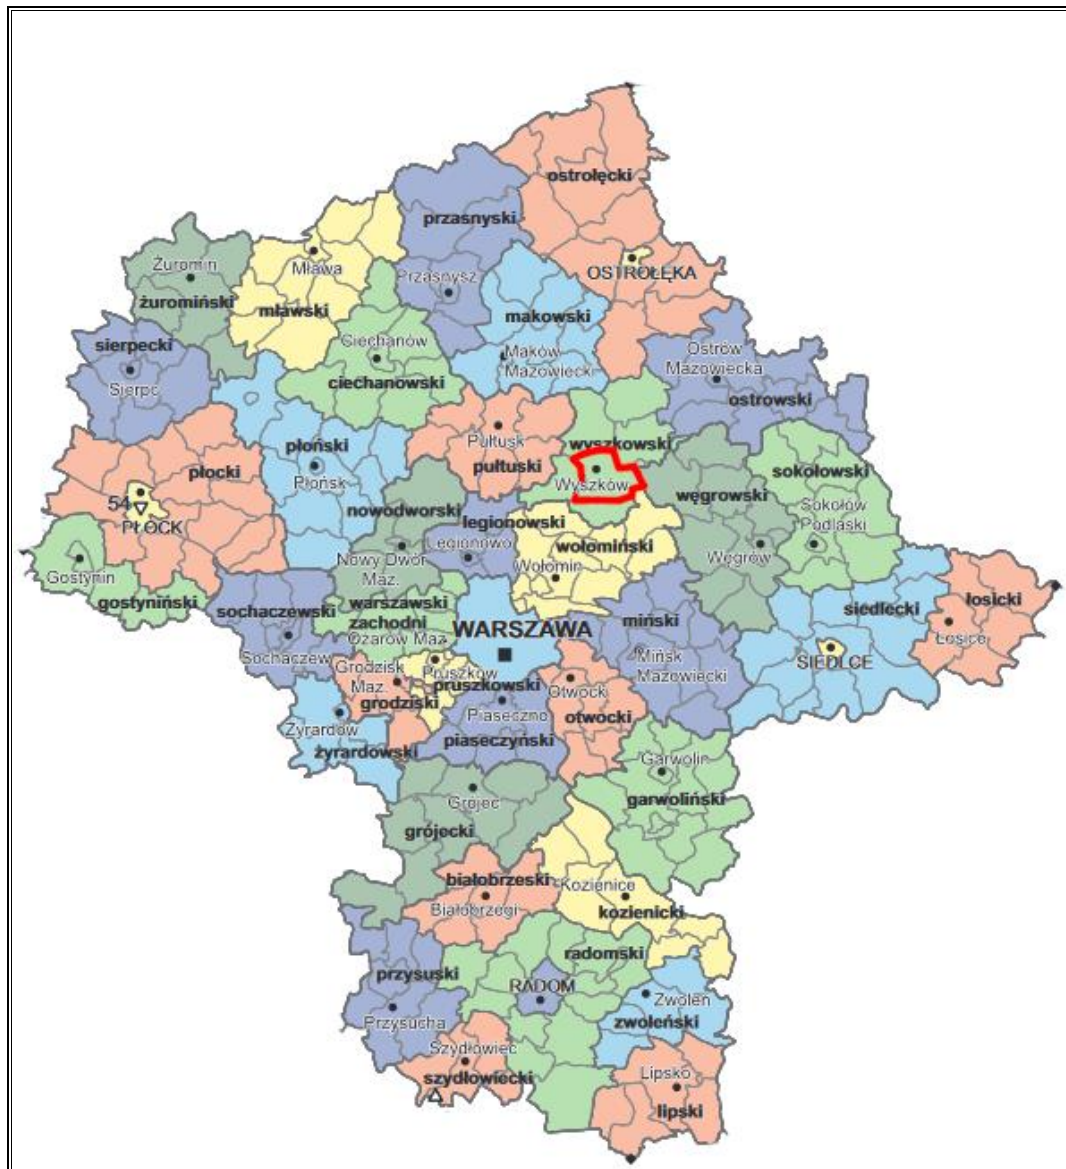 ostrołęcki
przasnyski
OSTROŁĘKA
Żuromin
Mława
Przasnysz
żuromiński
mławski
makowski
sierpecki
Ciechanów
Maków
Mazowiecki
Ostrów
Mazowiecka
Sierpc
ciechanowski
ostrowski
płoński
Pułtusk
wyszkowski
płocki
pułtuski
sokołowski
Płońsk
Wyszków
węgrowski
54
PŁOCK
nowodworski
legionowski
Sokołów
Podlaski
Nowy Dwór
Maz.
Legionowo
wołomiński
Węgrów
Gostynin
Wołomin
gostyniński
sochaczewski
warszawski
zachodni
Ożarów Maz.
WARSZAWA
miński
siedlecki
łosicki
Łosice
Sochaczew
Grodzisk
Maz.
Pruszków
pruszkowski
Otwock
Mińsk
Mazowiecki
SIEDLCE
grodziski
Piaseczno
otwocki
Żyrardów
żyrardowski
piaseczyński
Garwolin
Grójec
garwoliński
grójecki
białobrzeski
Kozienice
Białobrzegi
kozienicki
radomski
przysuski
RADOM
Zwoleń
Przysucha
zwoleński
Szydłowiec
szydłowiecki
Lipsko
lipski